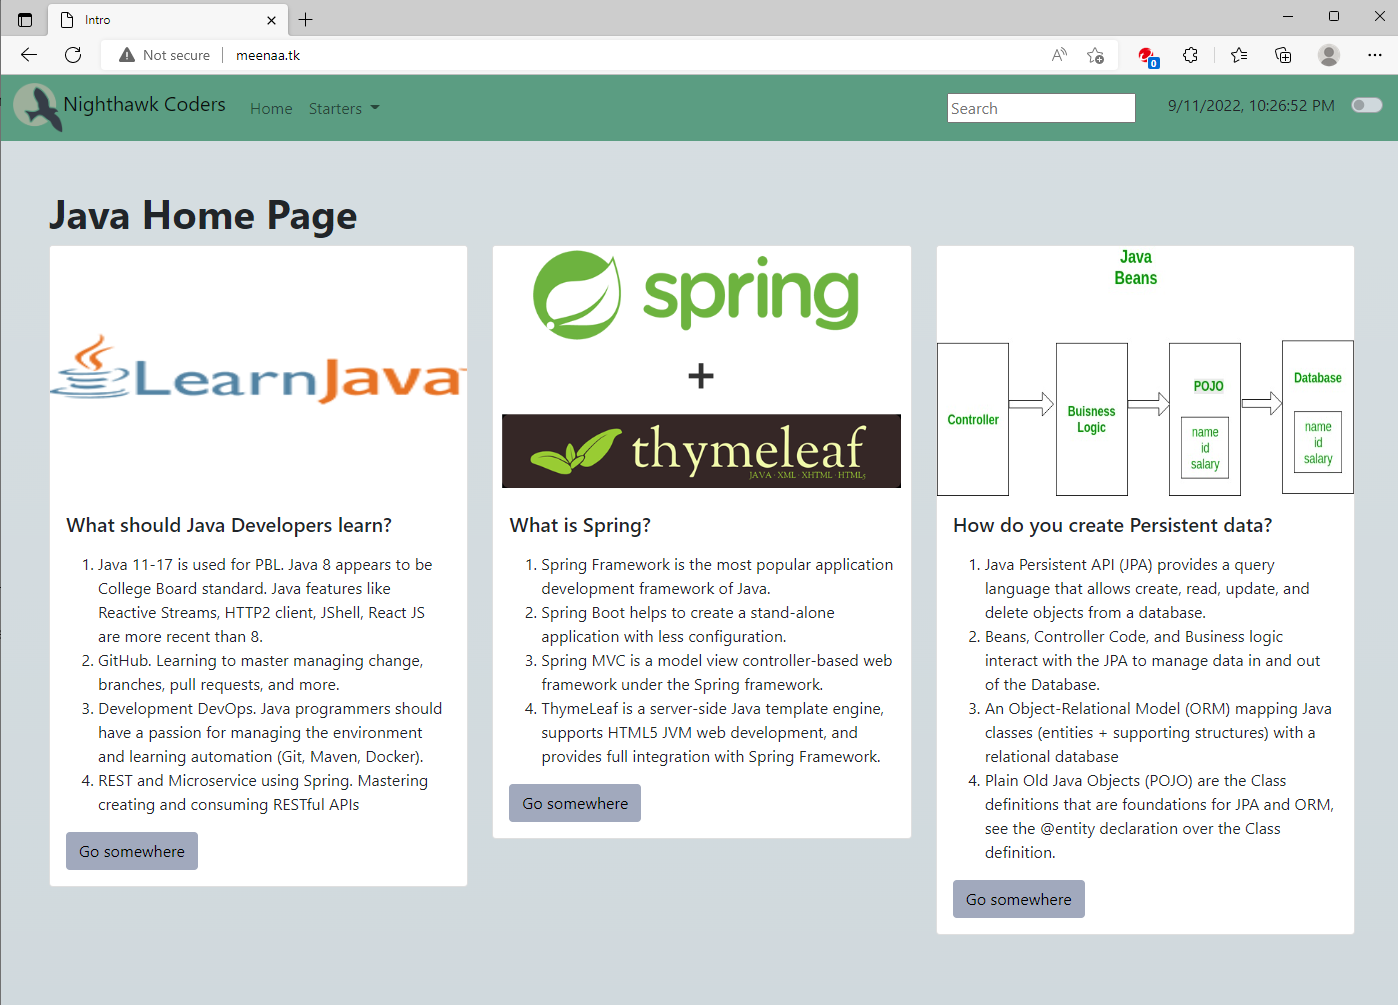 Intro
Not secure
meenaa.tk
0
Nighthawk Coders
Home
Starters
Search
9/11/2022, 10:26:52 PM
Java Home Page
LearnJava
What should Java Developers learn?
1. Java 11-17 is used for PBL. Java 8 appears to be
College Board standard. Java features like
Reactive Streams, HTTP2 client, JShell, React JS
are more recent than 8.
2. GitHub. Learning to master managing change,
branches, pull requests, and more.
3. Development DevOps. Java programmers should
have a passion for managing the environment
and learning automation (Git, Maven, Docker).
4. REST and Microservice using Spring. Mastering
creating and consuming RESTful APIs
Go somewhere
spring
+
thymeleaf
JAVA · XML · XHTML · HTML5
What is Spring?
1. Spring Framework is the most popular application
development framework of Java.
2. Spring Boot helps to create a stand-alone
application with less configuration.
3. Spring MVC is a model view controller-based web
framework under the Spring framework.
4. ThymeLeaf is a server-side Java template engine,
supports HTML5 JVM web development, and
provides full integration with Spring Framework.
Go somewhere
Java
Beans
Controller
Buisness
Logic
POJO
name
id
salary
Database
name
id
salary
How do you create Persistent data?
1. Java Persistent API (JPA) provides a query
language that allows create, read, update, and
delete objects from a database.
2. Beans, Controller Code, and Business logic
interact with the JPA to manage data in and out
of the Database.
3. An Object-Relational Model (ORM) mapping Java
classes (entities + supporting structures) with a
relational database
4. Plain Old Java Objects (POJO) are the Class
definitions that are foundations for JPA and ORM,
see the @entity declaration over the Class
definition.
Go somewhere